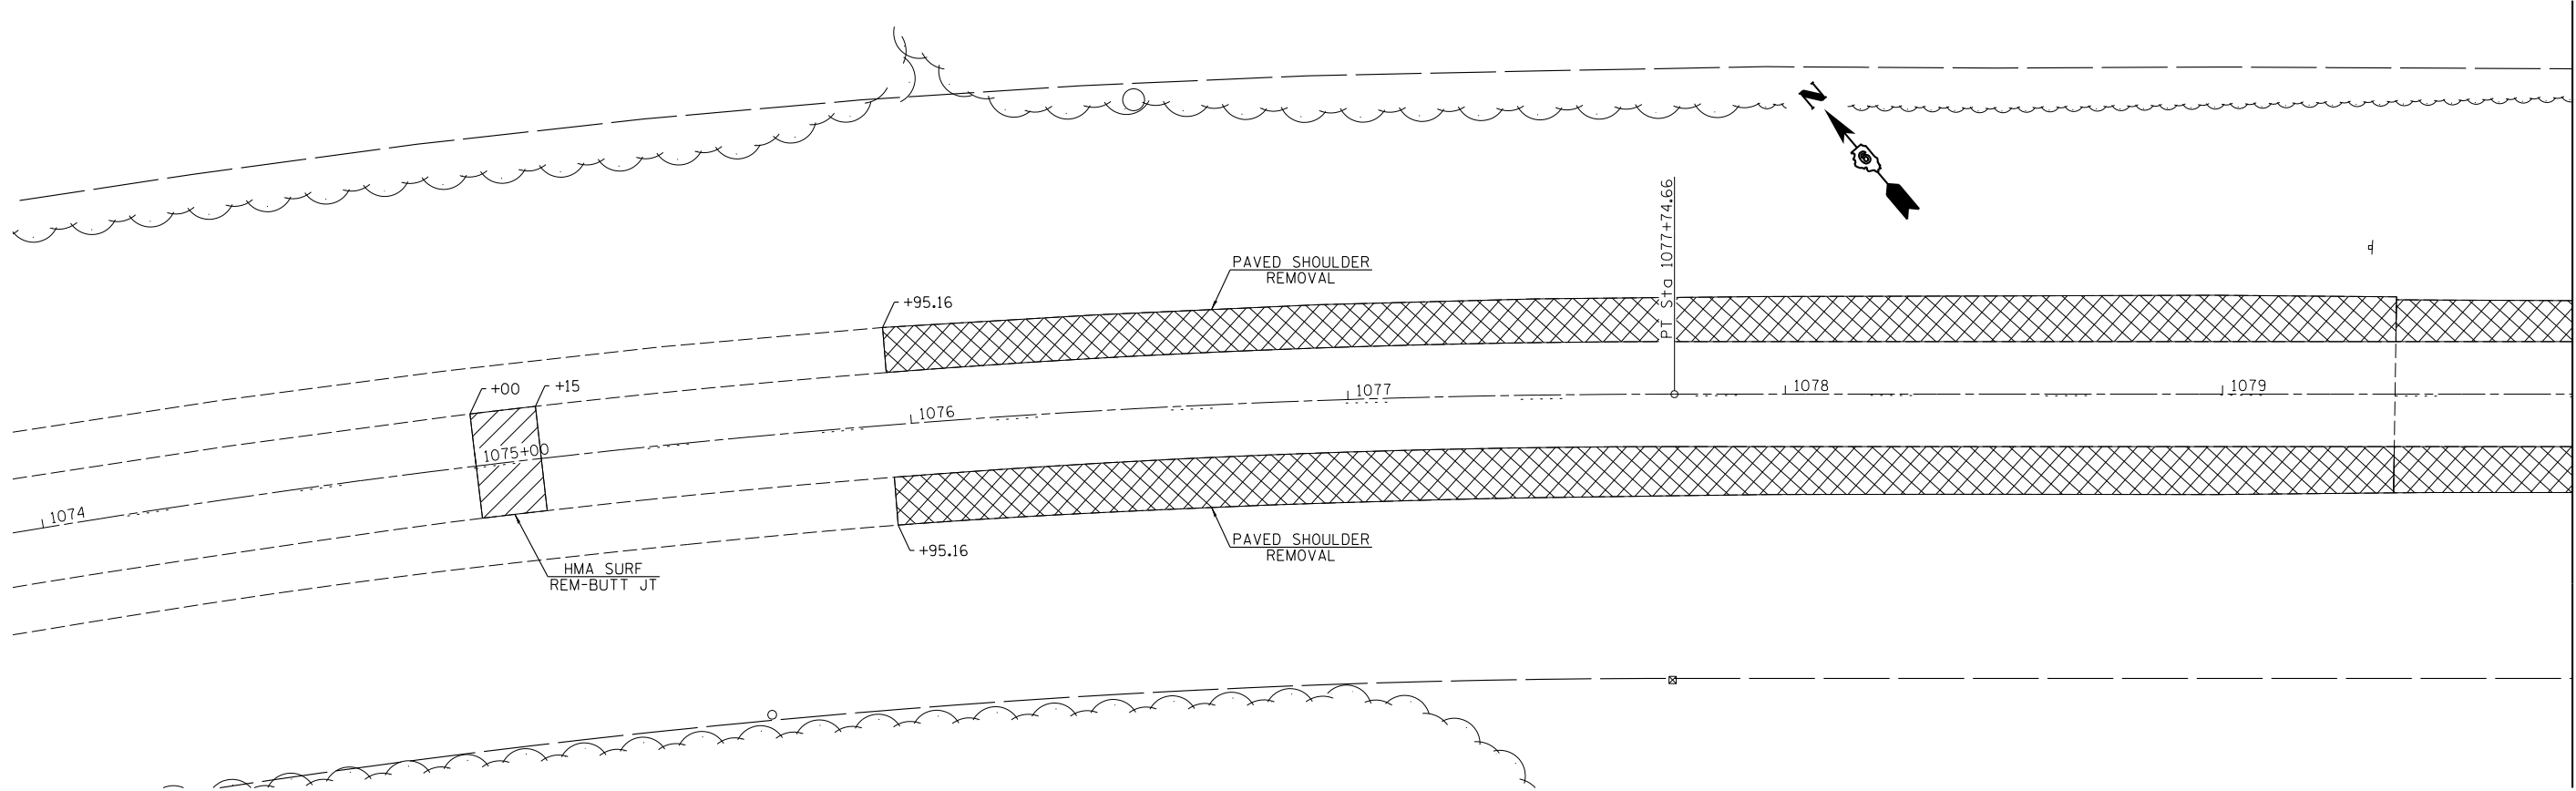 N
6
PT Sta 1077+74.66
PAVED SHOULDER
REMOVAL
+95.16
+00
+15
1074
1075+00
1076
1077
1078
1079
+95.16
PAVED SHOULDER
REMOVAL
HMA SURF
REM-BUTT JT